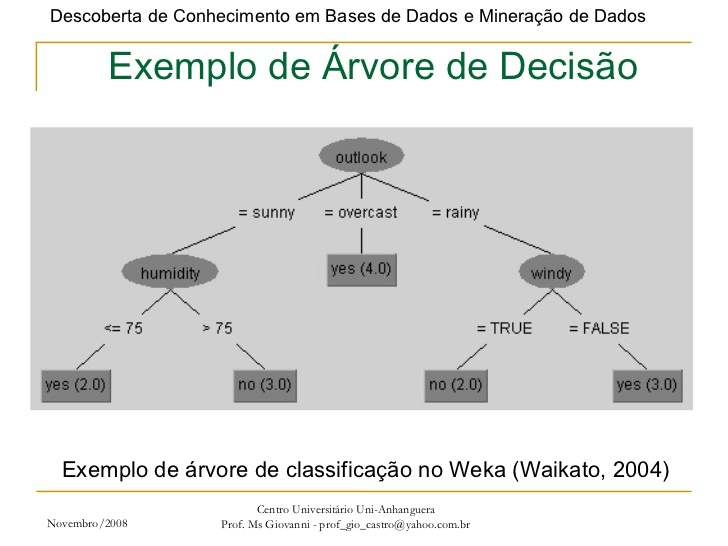 Descoberta de Conhecimento em Bases de Dados e Mineração de Dados
Exemplo de Árvore de Decisão
outlook
= sunny = overcast = rainy
humidity yes (4.0) windy
<= 75 > 75 = TRUE = FALSE
yes (2.0) no (3.0) no (2.0) yes (3.0)
Exemplo de árvore de classificação no Weka (Waikato, 2004)
Centro Universitário Uni-Anhanguera
Novembro/2008 Prof. Ms Giovanni - prof_gio_castro@yahoo.com.br